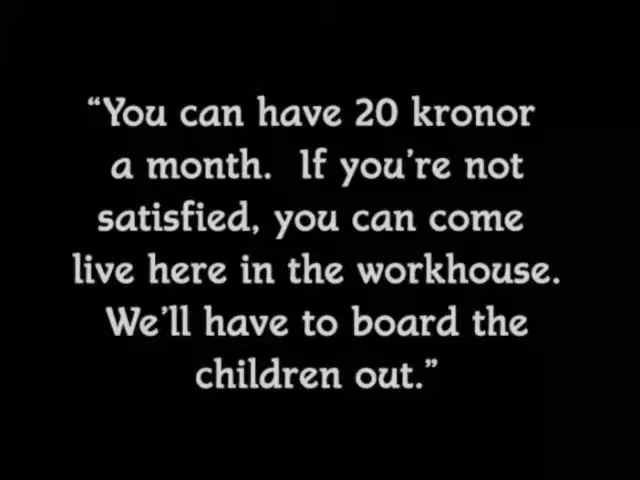 “You can have 20 kronor
a month.  If you’re not
satisfied, you can come
live here in the workhouse.
We’ll have to board the
children out.”